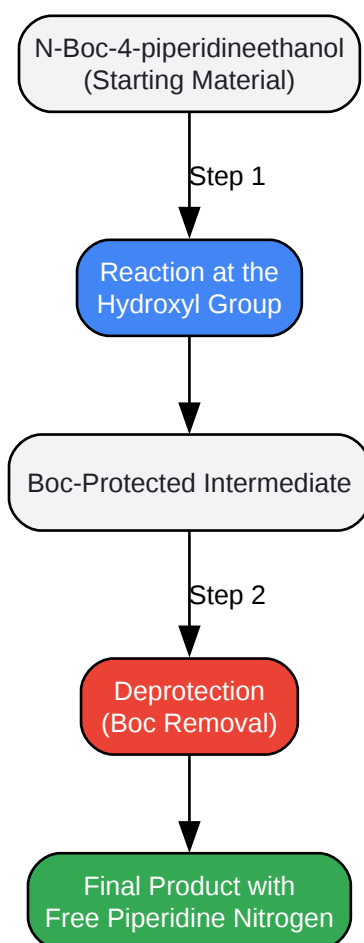 N-Boc-4-piperidineethanol
(Starting Material)
Step 1
Reaction at the
Hydroxyl Group
Boc-Protected Intermediate
Step 2
Deprotection
(Boc Removal)
Final Product with
Free Piperidine Nitrogen